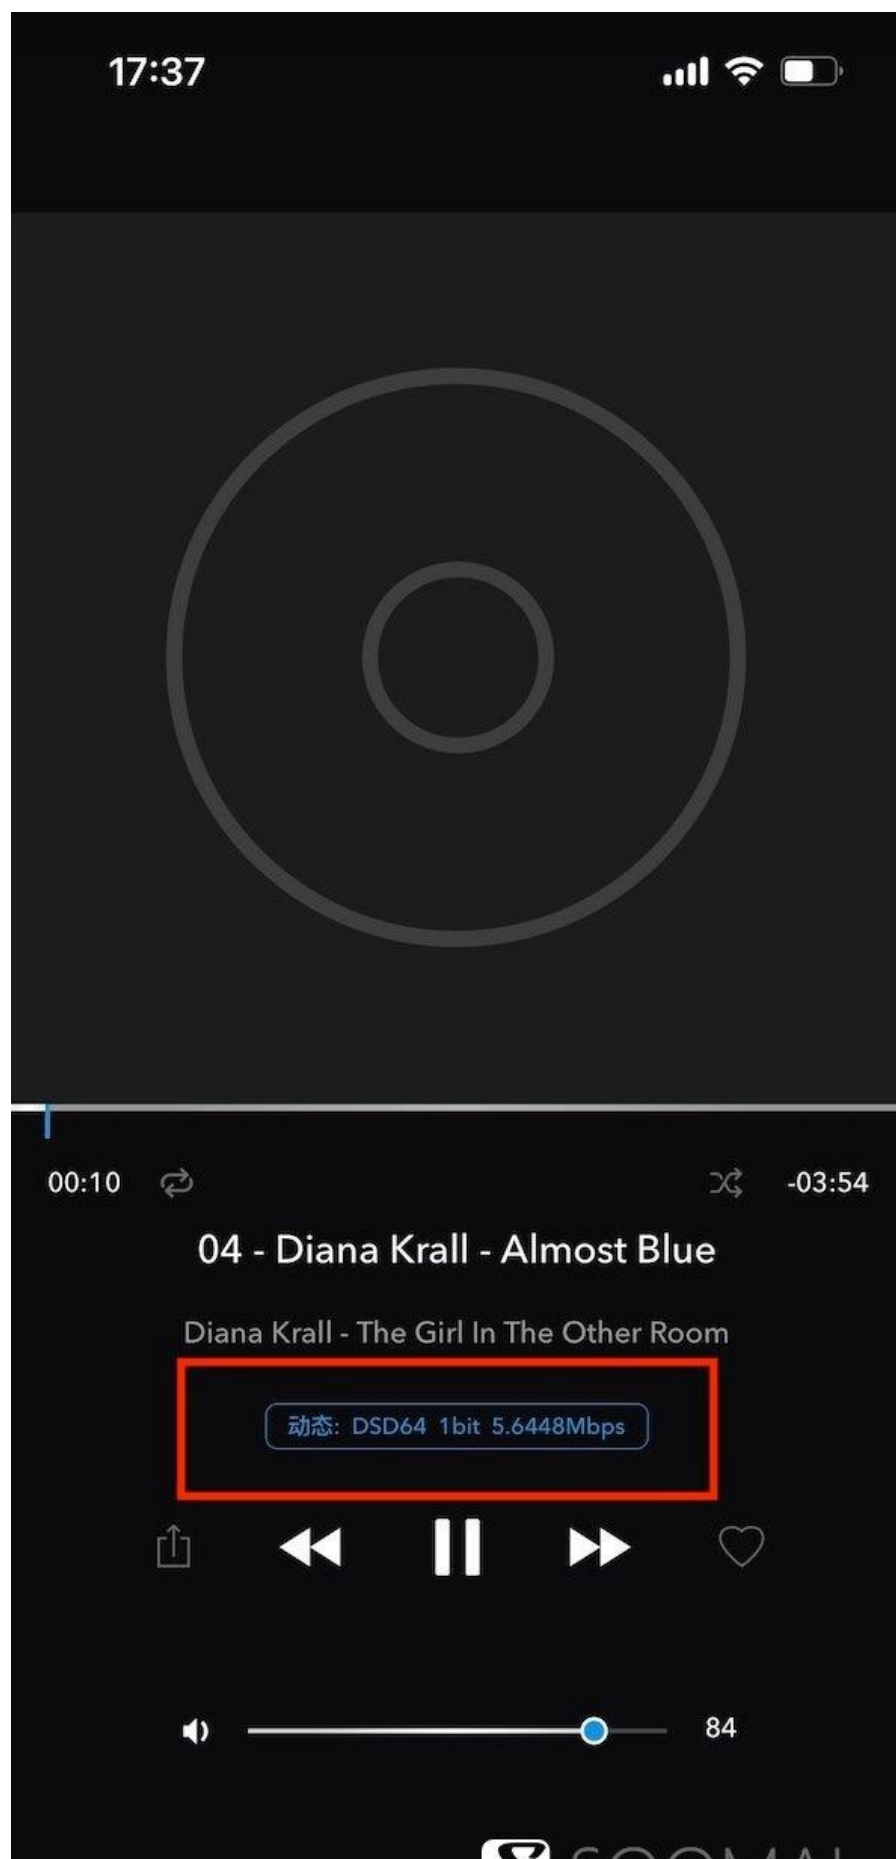 17:37
00:10
-03:54
04 - Diana Krall - Almost Blue
Diana Krall - The Girl In The Other Room
动态: DSD64 1bit 5.6448Mbps
84
SOOMAL